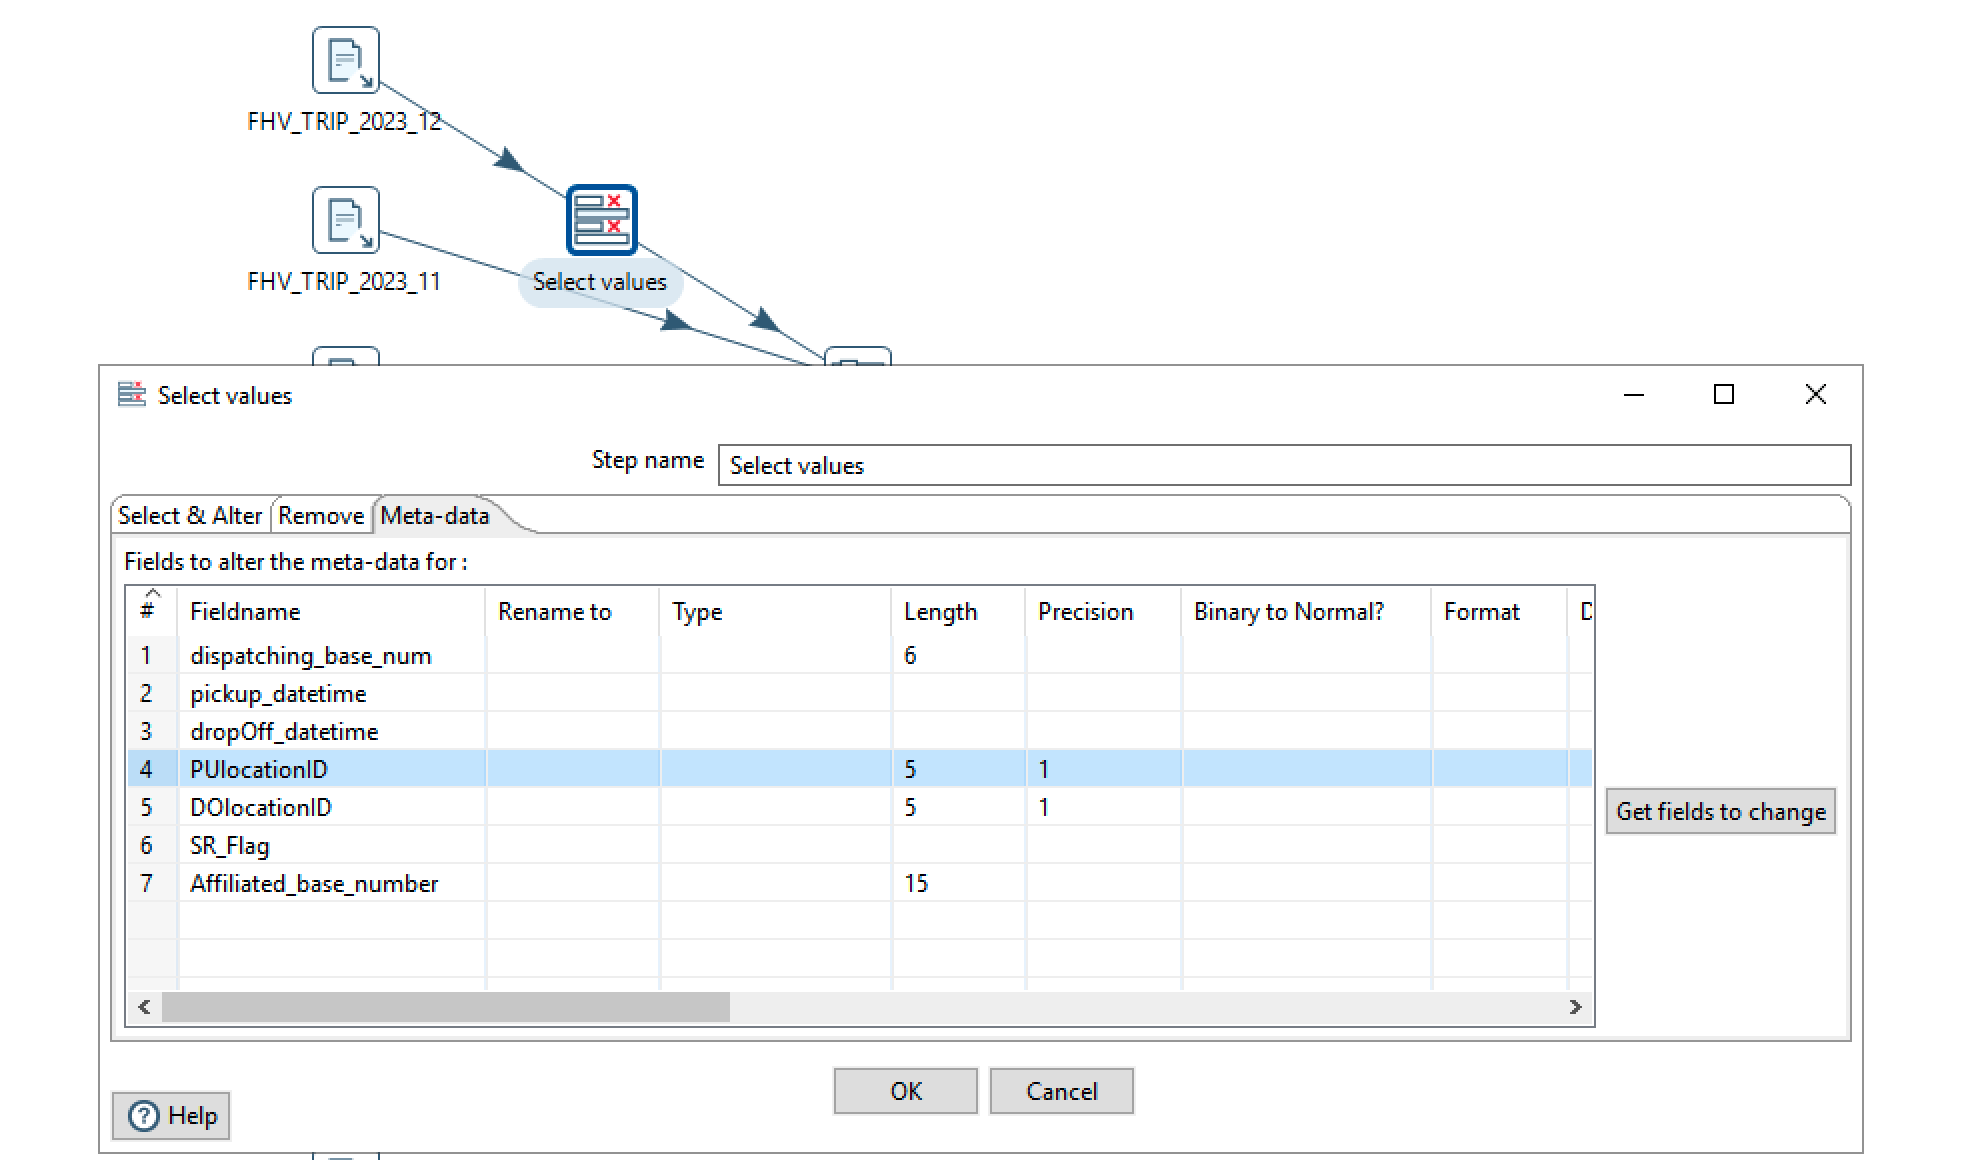 FHV_TRIP_2023_12
FHV_TRIP_2023_11
Select values
Select values
Step name Select values
Select & Alter Remove Meta-data
Fields to alter the meta-data for :
# Fieldname Rename to Type Length Precision Binary to Normal? Format
1 dispatching_base_num 6
2 pickup_datetime
3 dropOff_datetime
4 PUlocationID 5 1
5 DOlocationID 5 1
6 SR_Flag
7 Affiliated_base_number 15
Get fields to change
OK Cancel
? Help